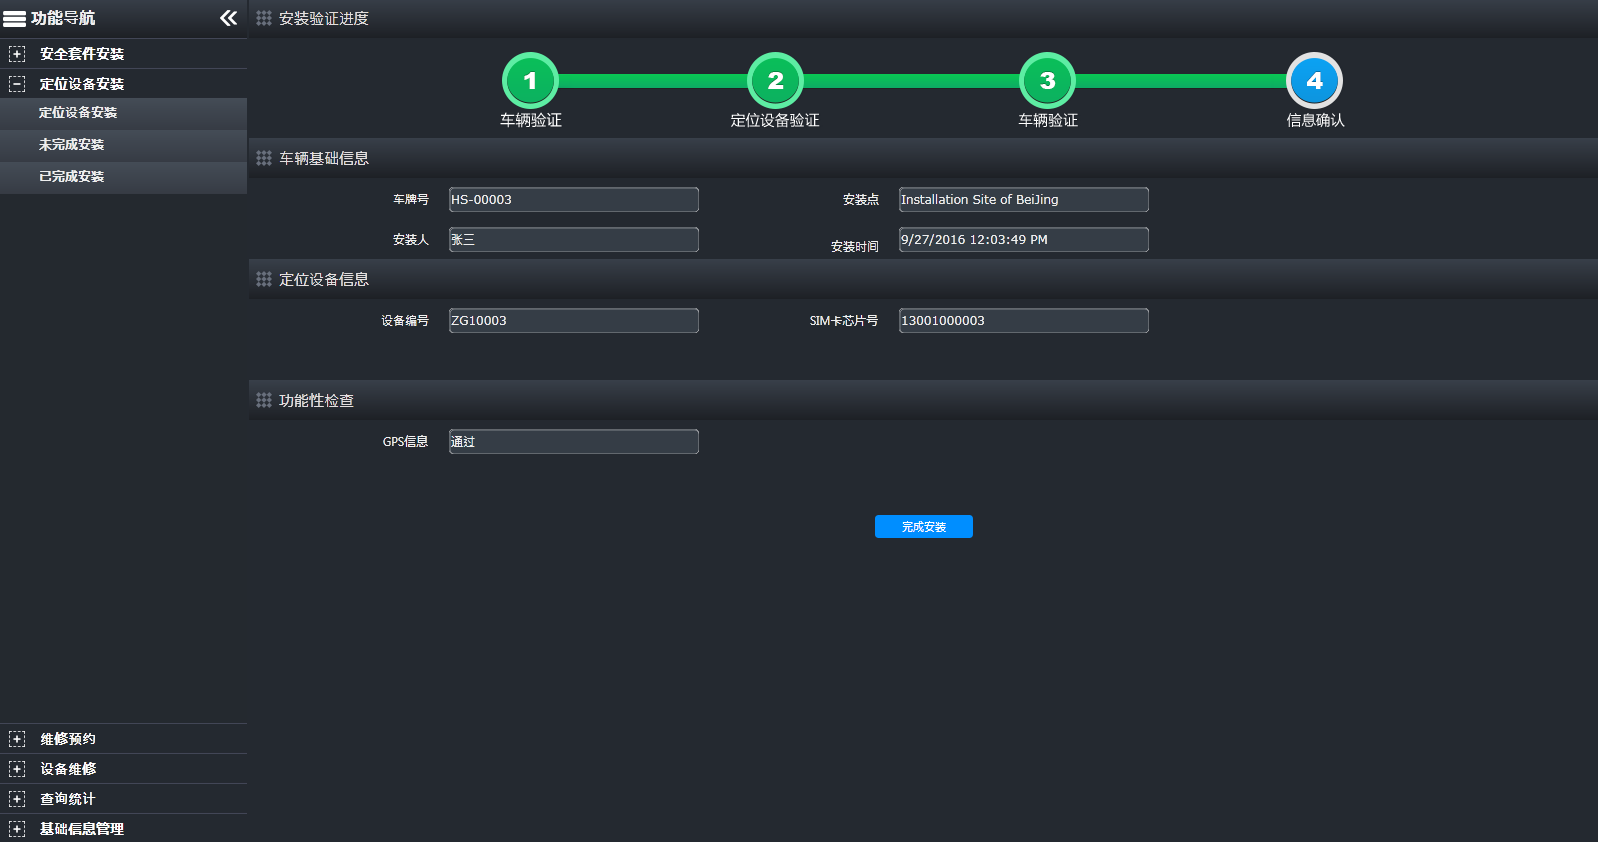 功能导航
安全套件安装
定位设备安装
定位设备安装
未完成安装
已完成安装
维修预约
设备维修
查询统计
基础信息管理
安装验证进度
1 2 3 4
车辆验证 定位设备验证 车辆验证 信息确认
车辆基础信息
车牌号 HS-00003 安装点 Installation Site of BeiJing
安装人 张三 安装时间 9/27/2016 12:03:49 PM
定位设备信息
设备编号 ZG10003 SIM卡芯片号 13001000003
功能性检查
GPS信息 通过
完成安装